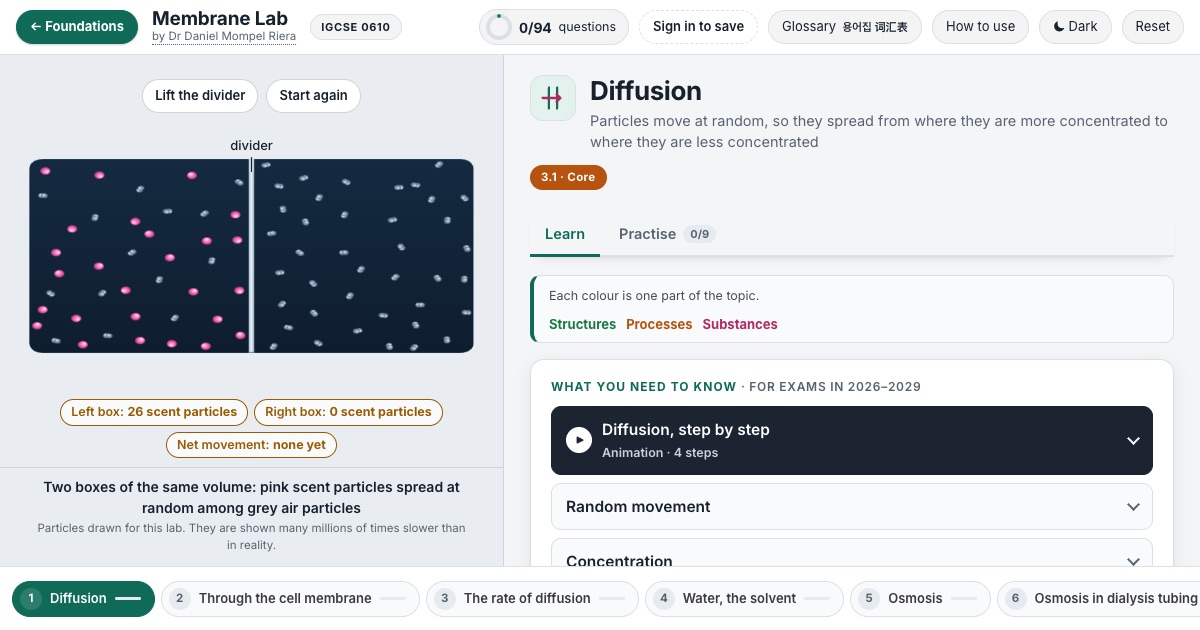 ← Foundations
Membrane Lab
by Dr Daniel Mompel Riera
IGCSE 0610
0/94 questions
Sign in to save
Glossary 용어집 词汇表
How to use
Dark
Reset
Lift the divider
Start again
divider
Left box: 26 scent particles
Right box: 0 scent particles
Net movement: none yet
Two boxes of the same volume: pink scent particles spread at
random among grey air particles
Particles drawn for this lab. They are shown many millions of times slower than
in reality.
Diffusion
Particles move at random, so they spread from where they are more concentrated to
where they are less concentrated
3.1 · Core
Learn
Practise 0/9
Each colour is one part of the topic.
Structures Processes Substances
WHAT YOU NEED TO KNOW · FOR EXAMS IN 2026–2029
Diffusion, step by step
Animation · 4 steps
Random movement
Concentration
1 Diffusion
2 Through the cell membrane
3 The rate of diffusion
4 Water, the solvent
5 Osmosis
6 Osmosis in dialysis tubing